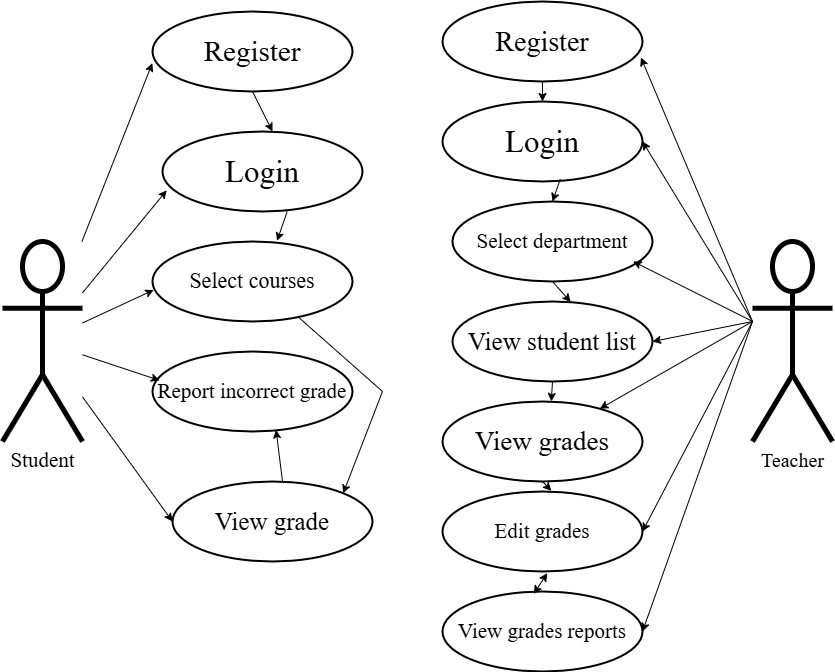 Register
Login
Select courses
Report incorrect grade
View grade
Student
Register
Login
Select department
View student list
View grades
Edit grades
View grades reports
Teacher